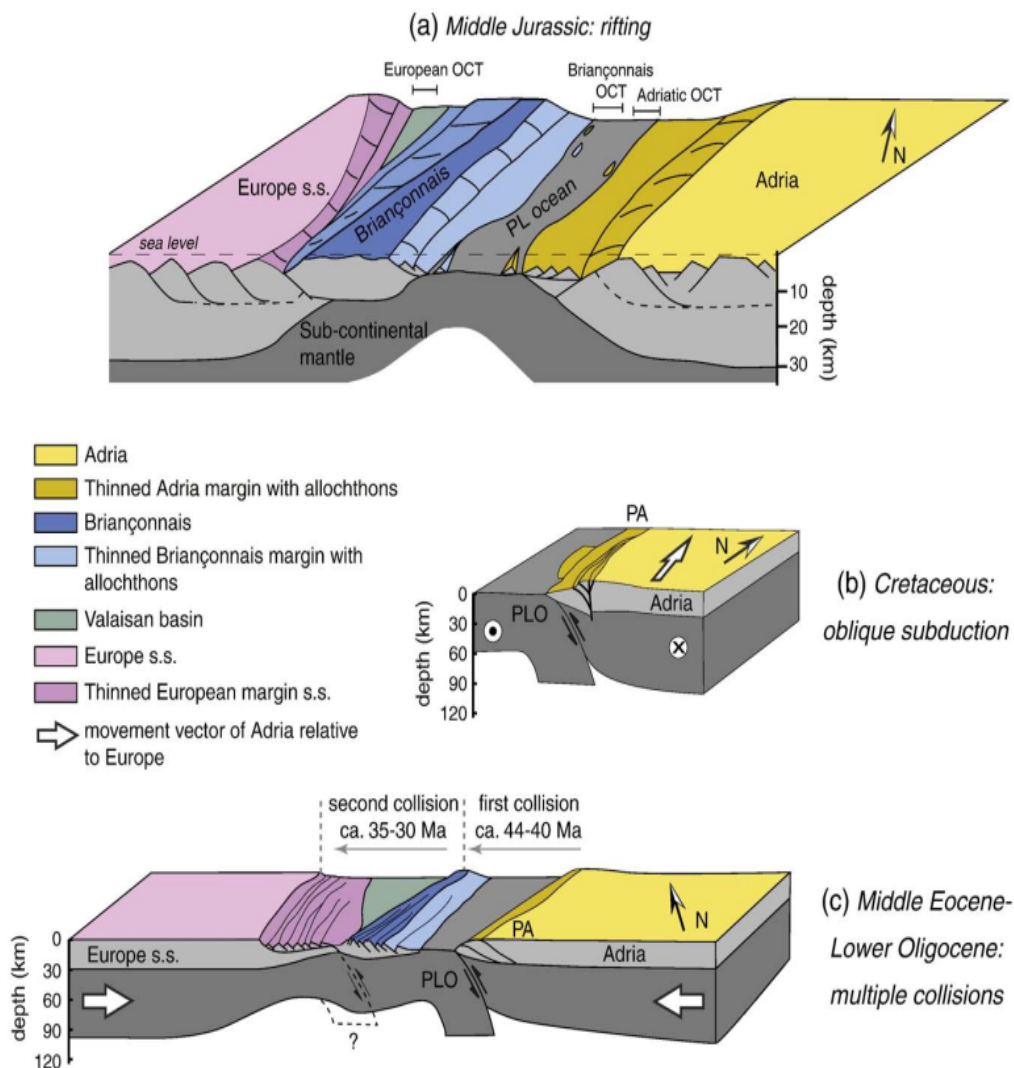 (a) Middle Jurassic: rifting
European OCT
Briançonnais
OCT
Adriatic OCT
N
Europe s.s.
Briançonnais
PL ocean
Adria
sea level
Sub-continental
mantle
10
20
30
depth (km)
Adria
Thinned Adria margin with allochthons
Briançonnais
Thinned Briançonnais margin with
allochthons
Valaisan basin
Europe s.s.
Thinned European margin s.s.
movement vector of Adria relative
to Europe
PA
N
PLO
Adria
0
30
60
90
120
depth (km)
(b) Cretaceous:
oblique subduction
second collision
ca. 35-30 Ma
first collision
ca. 44-40 Ma
N
PA
Europe s.s.
PLO
Adria
?
0
30
60
90
120
depth (km)
(c) Middle Eocene-
Lower Oligocene:
multiple collisions